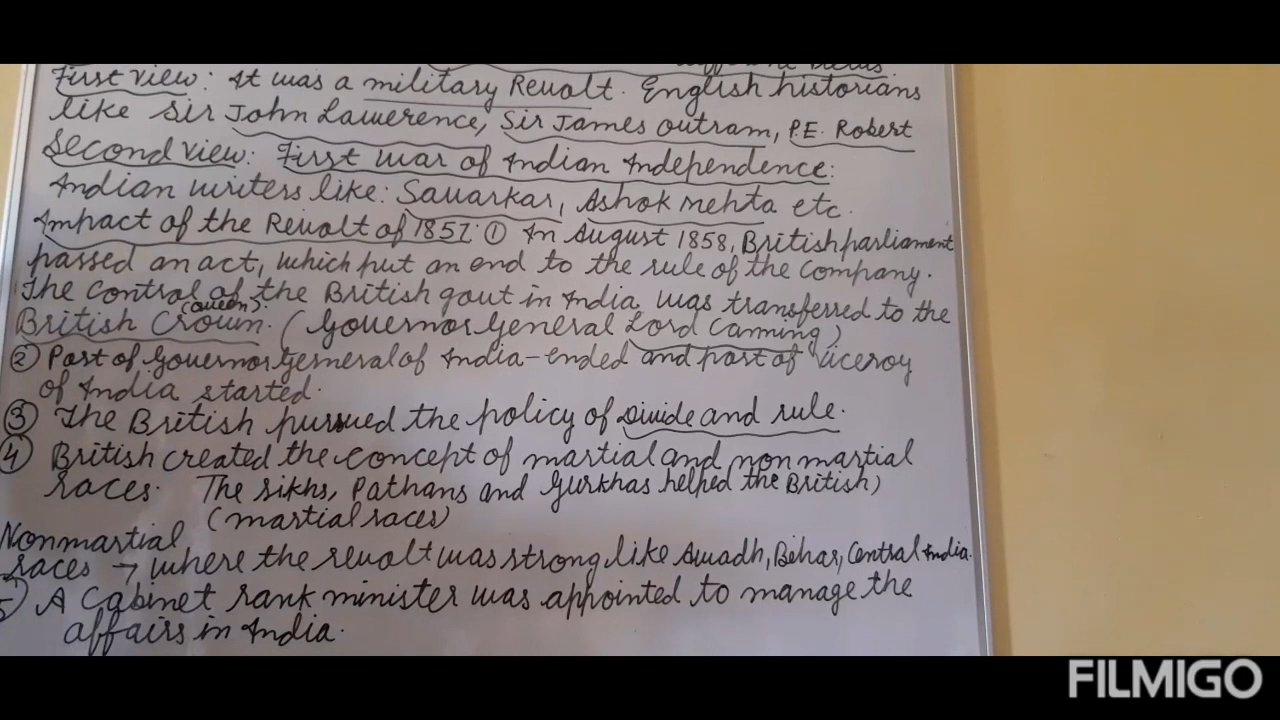 different views
First view: It was a military Revolt. English historians
like Sir John Lawerence, Sir James Outram, P.E. Robert
Second view: First war of Indian Independence:
Indian writers like: Savarkar, Ashok mehta etc.
Impact of the Revolt of 1857: ① In August 1858, British parliament
passed an act, which put an end to the rule of the Company.
The control of the British govt in India was transferred to the
(Queen).
British Crown. (Governor General Lord Canning)
② Post of Governor General of India - ended and post of viceroy
of India started.
③ The British pursued the policy of Divide and rule.
④ British created the concept of martial and non martial
races. The sikhs, Pathans and Gurkhas helped the British)
(martial races)
Nonmartial
races → where the revolt was strong like Awadh, Bihar, Central India.
5 A Cabinet rank minister was appointed to manage the
affairs in India.
FILMIGO